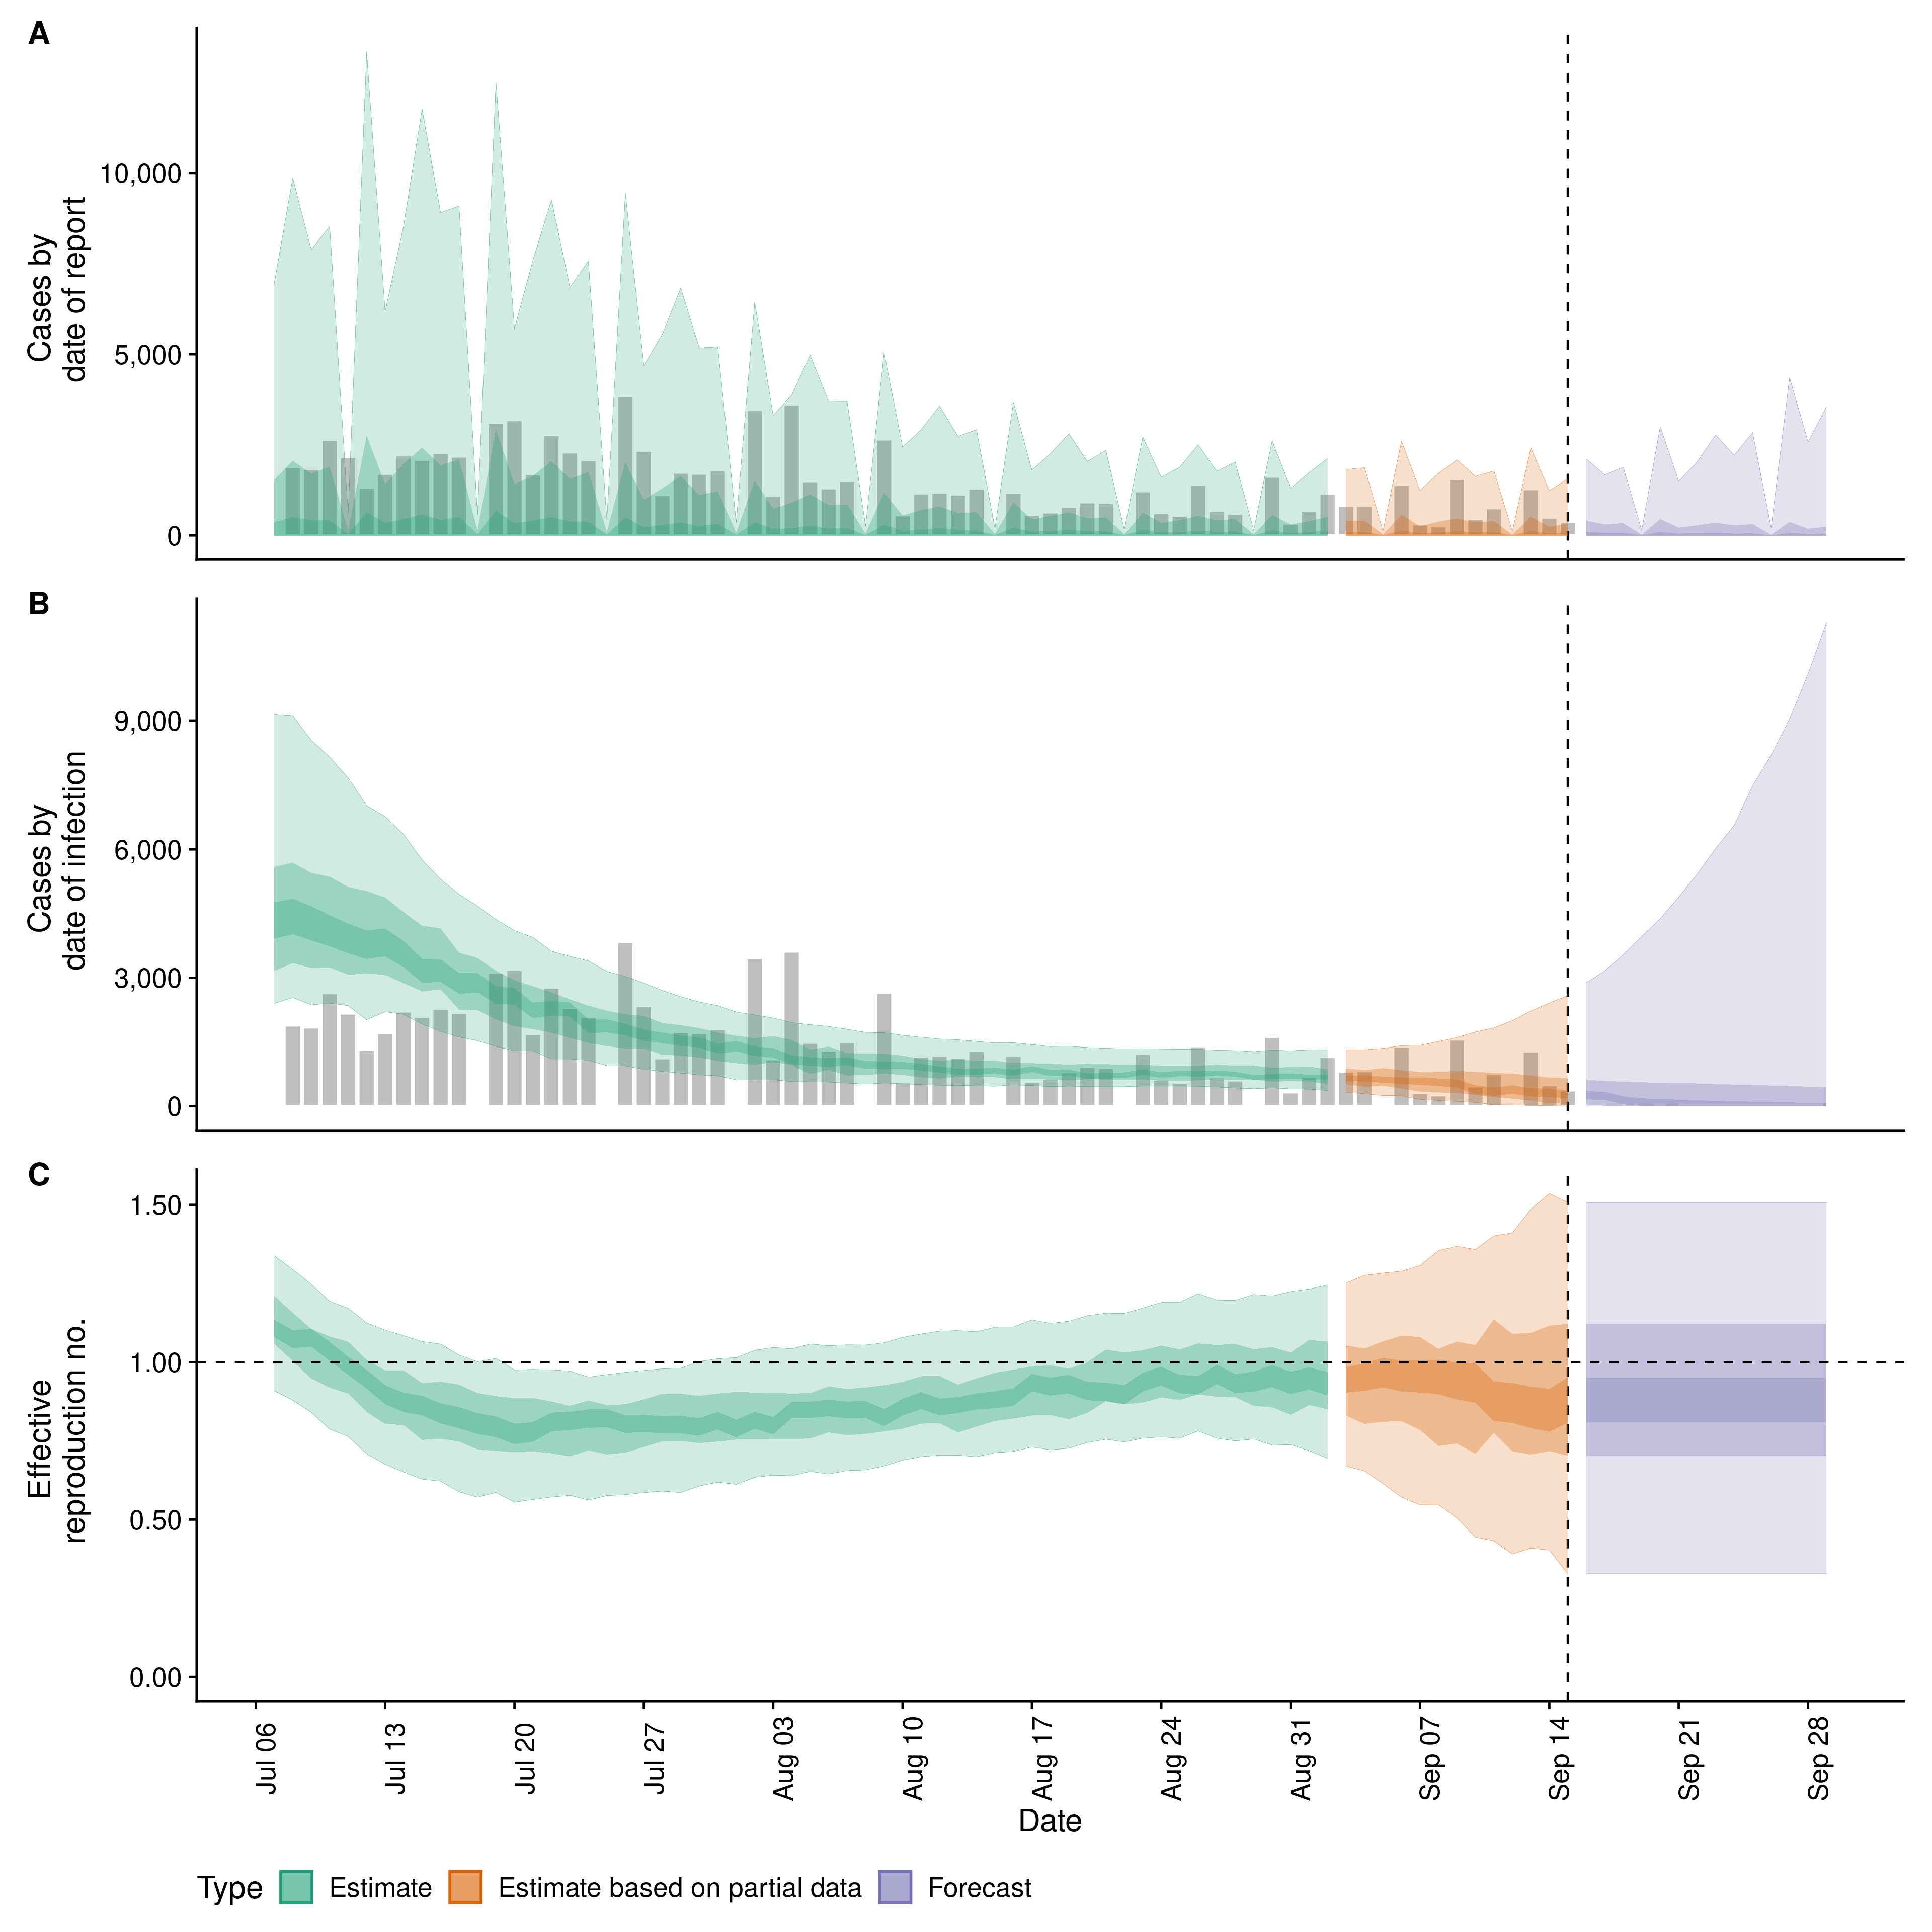 A
Cases by
date of report
10,000
5,000
0
B
Cases by
date of infection
9,000
6,000
3,000
0
C
Effective
reproduction no.
1.50
1.00
0.50
0.00
Jul 06
Jul 13
Jul 20
Jul 27
Aug 03
Aug 10
Aug 17
Aug 24
Aug 31
Sep 07
Sep 14
Sep 21
Sep 28
Date
Type Estimate Estimate based on partial data Forecast